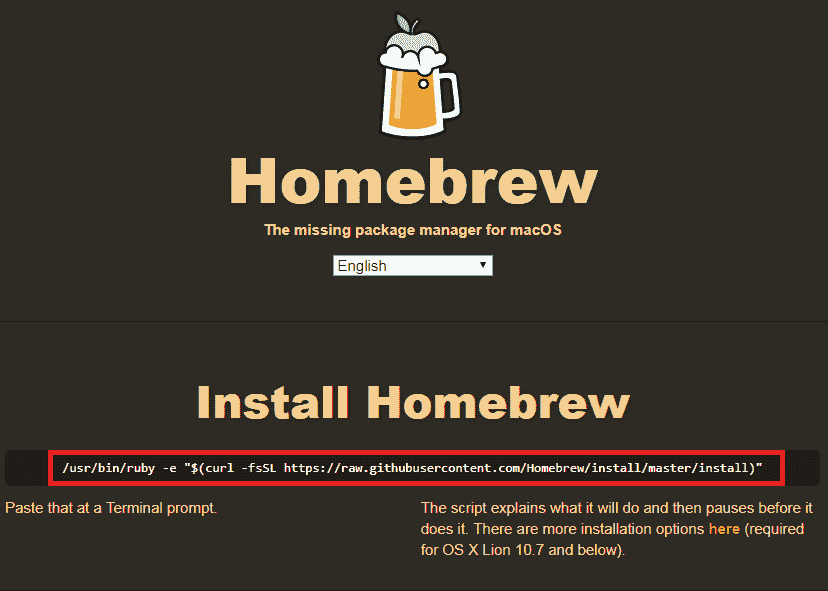 Homebrew
The missing package manager for macOS
English
Install Homebrew
/usr/bin/ruby -e "$(curl -fsSL https://raw.githubusercontent.com/Homebrew/install/master/install)"
Paste that at a Terminal prompt.
The script explains what it will do and then pauses before it
does it. There are more installation options here (required
for OS X Lion 10.7 and below).